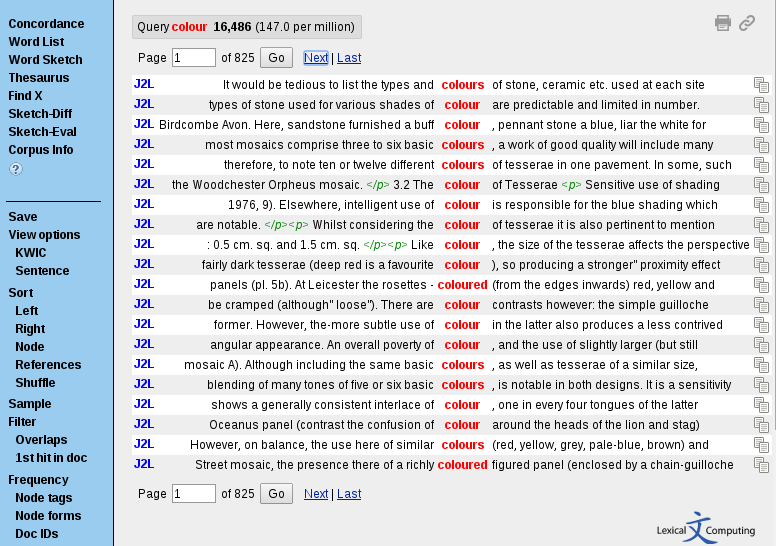 Concordance
Word List
Word Sketch
Thesaurus
Find X
Sketch-Diff
Sketch-Eval
Corpus Info
?
Save
View options
KWIC
Sentence
Sort
Left
Right
Node
References
Shuffle
Sample
Filter
Overlaps
1st hit in doc
Frequency
Node tags
Node forms
Doc IDs
Query colour 16,486 (147.0 per million)
Page 1 of 825 Go Next | Last
J2L It would be tedious to list the types and colours of stone, ceramic etc. used at each site
J2L types of stone used for various shades of colour are predictable and limited in number.
J2L Birdcombe Avon. Here, sandstone furnished a buff colour , pennant stone a blue, liar the white for
J2L most mosaics comprise three to six basic colours , a work of good quality will include many
J2L therefore, to note ten or twelve different colours of tesserae in one pavement. In some, such
J2L the Woodchester Orpheus mosaic. </p> 3.2 The colour of Tesserae <p> Sensitive use of shading
J2L 1976, 9). Elsewhere, intelligent use of colour is responsible for the blue shading which
J2L are notable. </p><p> Whilst considering the colour of tesserae it is also pertinent to mention
J2L : 0.5 cm. sq. and 1.5 cm. sq. </p><p> Like colour , the size of the tesserae affects the perspective
J2L fairly dark tesserae (deep red is a favourite colour ), so producing a stronger" proximity effect
J2L panels (pl. 5b). At Leicester the rosettes - coloured (from the edges inwards) red, yellow and
J2L be cramped (although" loose"). There are colour contrasts however: the simple guilloche
J2L former. However, the-more subtle use of colour in the latter also produces a less contrived
J2L angular appearance. An overall poverty of colour , and the use of slightly larger (but still
J2L mosaic A). Although including the same basic colours , as well as tesserae of a similar size,
J2L blending of many tones of five or six basic colours , is notable in both designs. It is a sensitivity
J2L shows a generally consistent interlace of colour , one in every four tongues of the latter
J2L Oceanus panel (contrast the confusion of colour around the heads of the lion and stag)
J2L However, on balance, the use here of similar colours (red, yellow, grey, pale-blue, brown) and
J2L Street mosaic, the presence there of a richly coloured figured panel (enclosed by a chain-guilloche
Page 1 of 825 Go Next | Last
Lexical 文 Computing